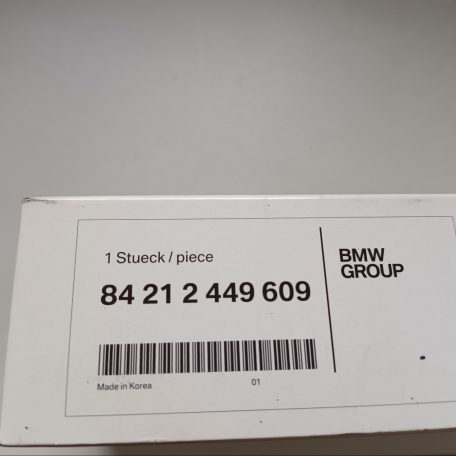 1 Stueck / piece
84 21 2 449 609
Made in Korea 01
BMW
GROUP